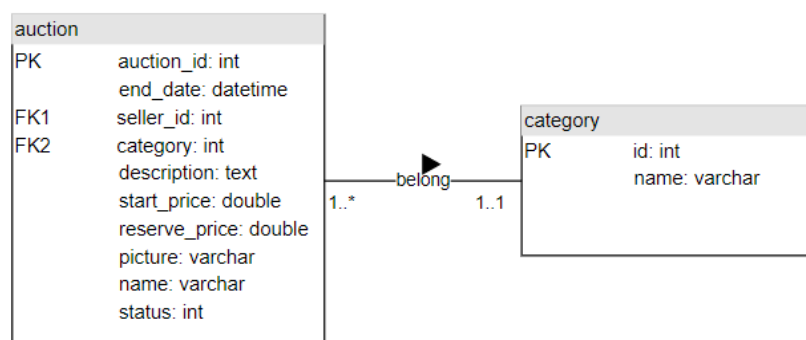 auction
PK auction_id: int
end_date: datetime
FK1 seller_id: int
FK2 category: int
description: text
start_price: double
reserve_price: double
picture: varchar
name: varchar
status: int
belong
1..* 1..1
category
PK id: int
name: varchar